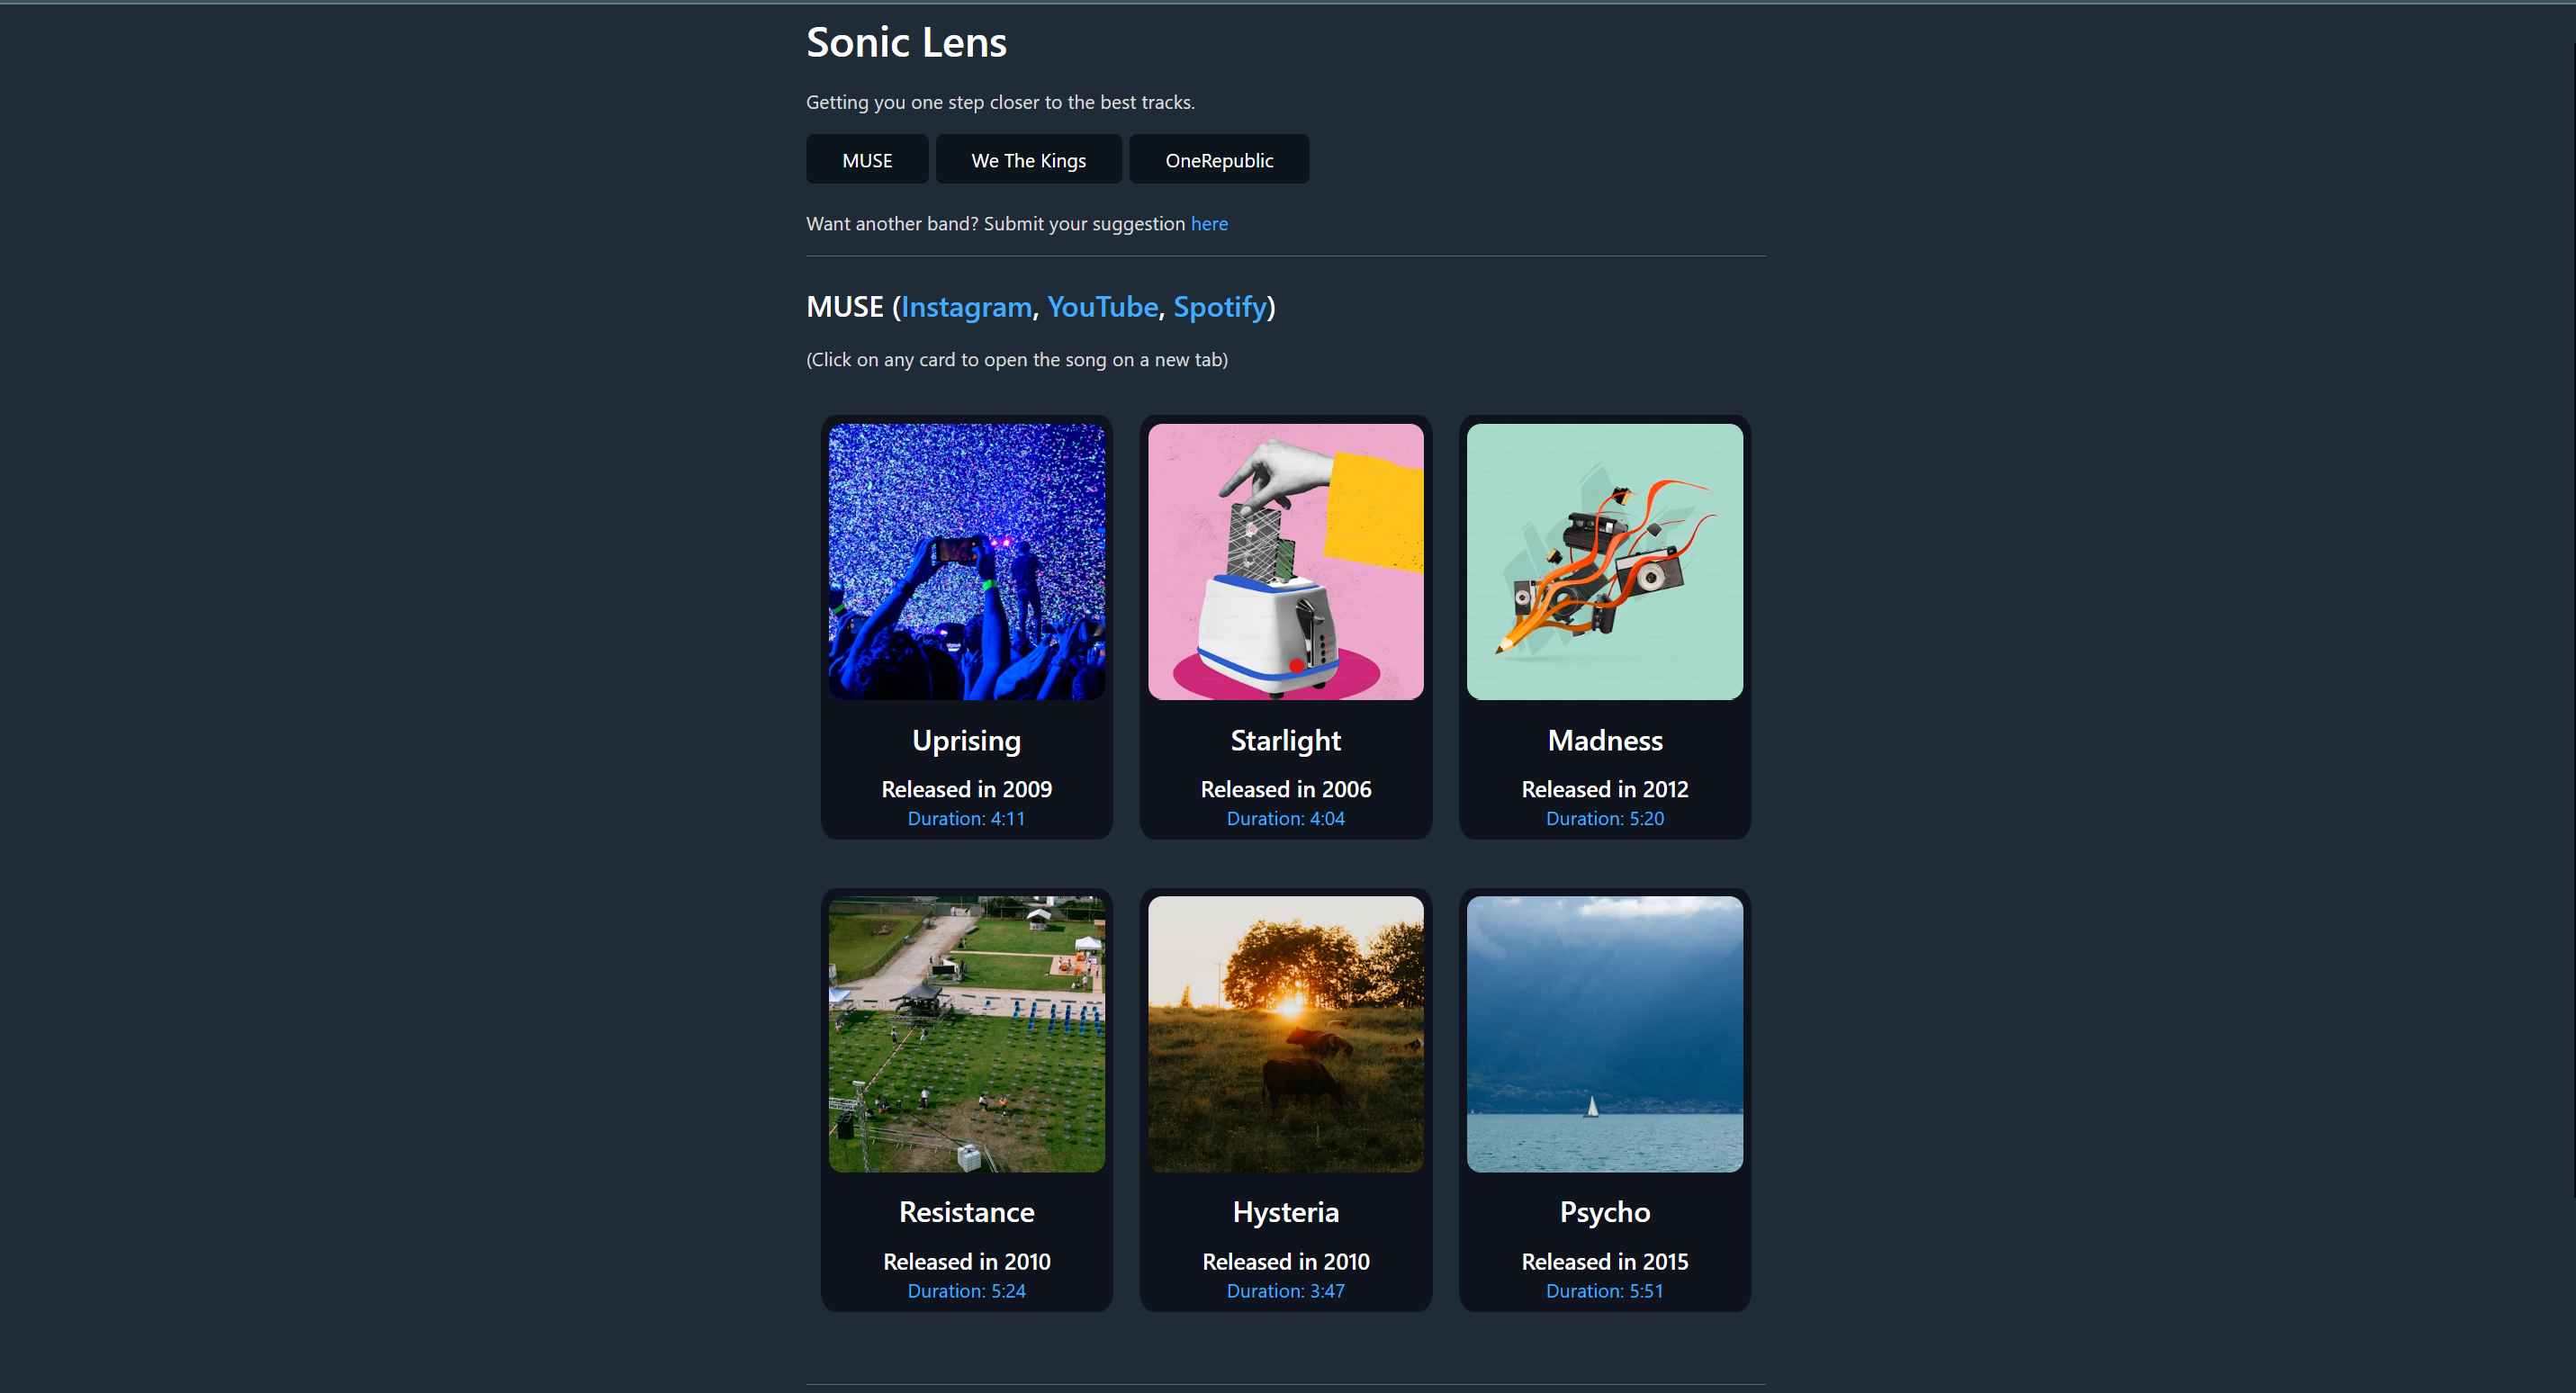 Sonic Lens
Getting you one step closer to the best tracks.
MUSE We The Kings OneRepublic
Want another band? Submit your suggestion here
MUSE (Instagram, YouTube, Spotify)
(Click on any card to open the song on a new tab)
Uprising
Released in 2009
Duration: 4:11
Starlight
Released in 2006
Duration: 4:04
Madness
Released in 2012
Duration: 5:20
Resistance
Released in 2010
Duration: 5:24
Hysteria
Released in 2010
Duration: 3:47
Psycho
Released in 2015
Duration: 5:51